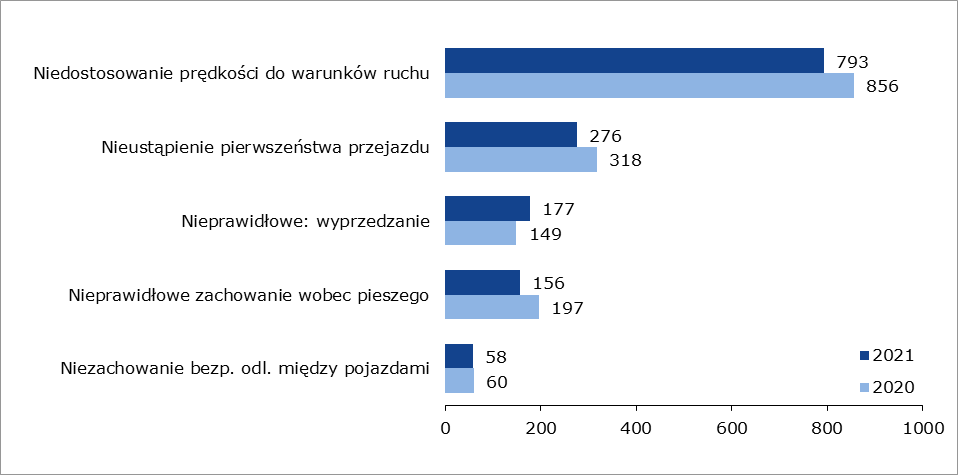 Niedostosowanie prędkości do warunków ruchu
793
856
Nieustąpienie pierwszeństwa przejazdu
276
318
Nieprawidłowe: wyprzedzanie
177
149
Nieprawidłowe zachowanie wobec pieszego
156
197
Niezachowanie bezp. odl. między pojazdami
58
60
2021
2020
0 200 400 600 800 1000